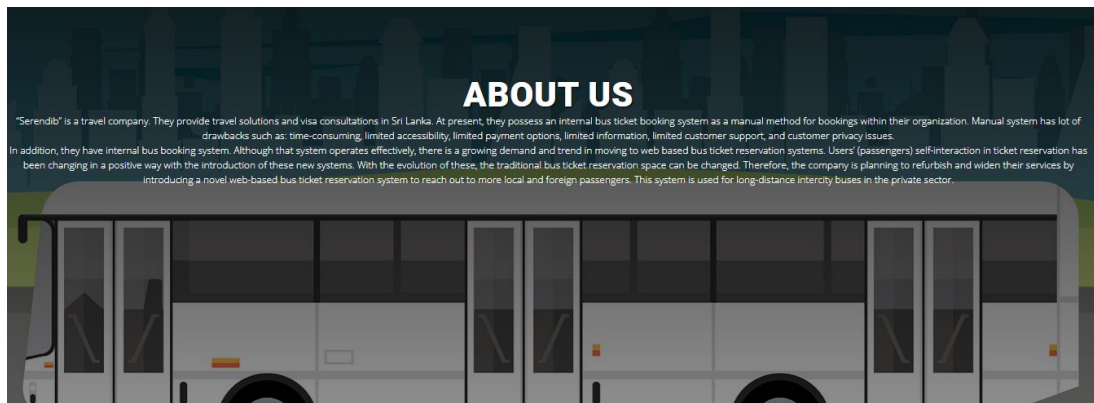 ABOUT US
"Serendib" is a travel company. They provide travel solutions and visa consultations in Sri Lanka. At present, they possess an internal bus ticket booking system as a manual method for bookings within their organization. Manual system has lot of
drawbacks such as: time-consuming, limited accessibility, limited payment options, limited information, limited customer support, and customer privacy issues.
In addition, they have internal bus booking system. Although that system operates effectively, there is a growing demand and trend in moving to web based bus ticket reservation systems. Users' (passengers) self-interaction in ticket reservation has
been changing in a positive way with the introduction of these new systems. With the evolution of these, the traditional bus ticket reservation space can be changed. Therefore, the company is planning to refurbish and widen their services by
introducing a novel web-based bus ticket reservation system to reach out to more local and foreign passengers. This system is used for long-distance intercity buses in the private sector.